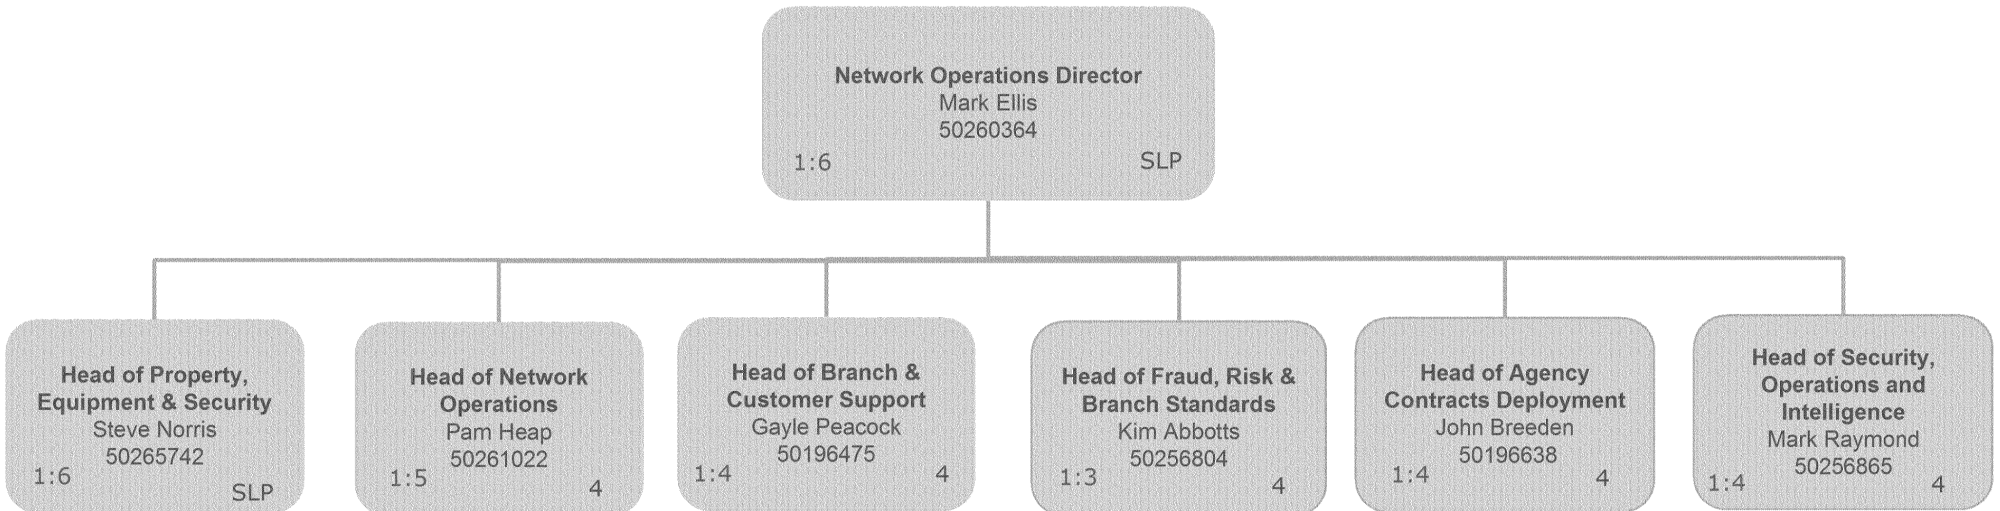 Network Operations Director
Mark Ellis
50260364
1:6
SLP
Head of Property,
Equipment & Security
Steve Norris
50265742
1:6
SLP
Head of Network
Operations
Pam Heap
50261022
1:5
4
Head of Branch &
Customer Support
Gayle Peacock
50196475
1:4
4
Head of Fraud, Risk &
Branch Standards
Kim Abbotts
50256804
1:3
4
Head of Agency
Contracts Deployment
John Breeden
50196638
1:4
4
Head of Security,
Operations and
Intelligence
Mark Raymond
50256865
1:4
4